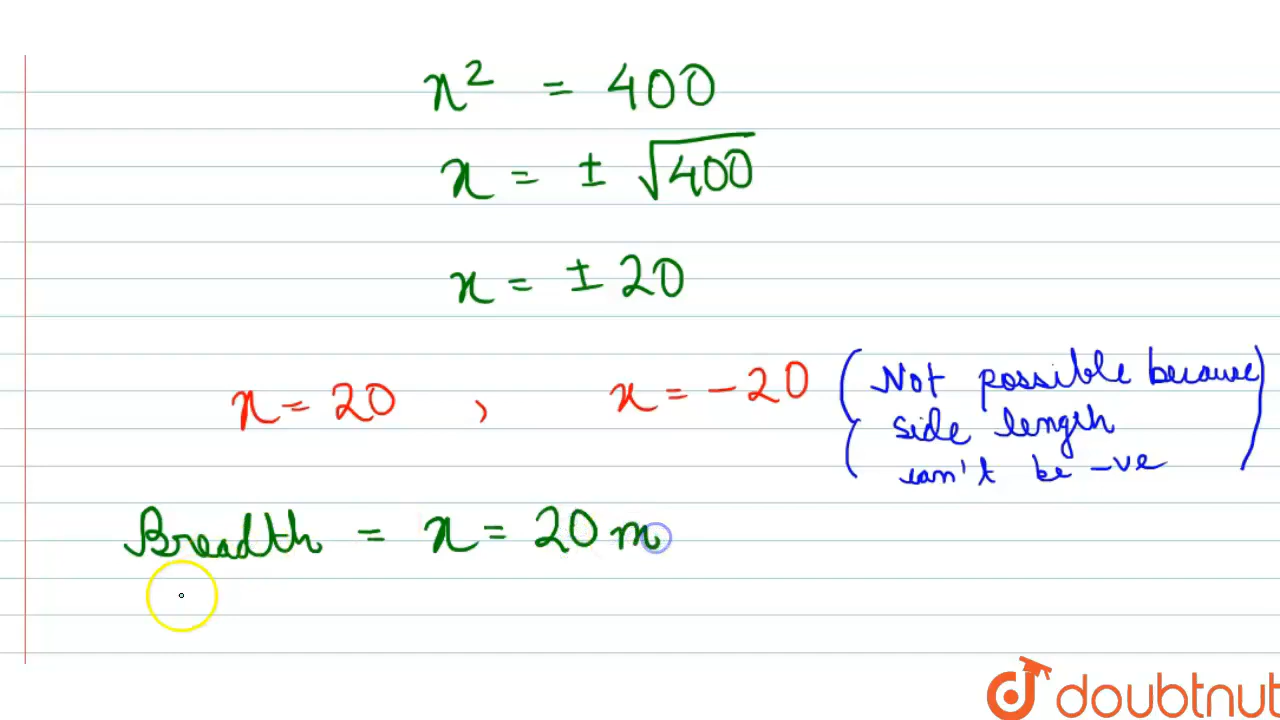 x² = 400
x = ± √400
x = ± 20
x = 20 , x = -20 (Not possible because
side length
can't be -ve)
Breadth = x = 20 m
doubtnut